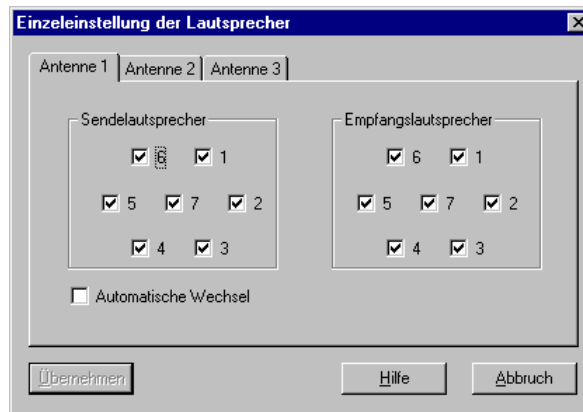 Einzeleinstellung der Lautsprecher
Antenne 1 Antenne 2 Antenne 3
Sendelautsprecher Empfangslautsprecher
6 1 6 1
5 7 2 5 7 2
4 3 4 3
Automatische Wechsel
Übernehmen Hilfe Abbruch